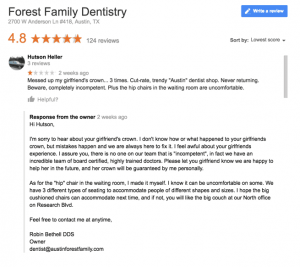 Forest Family Dentistry
Write a review
2700 W Anderson Ln #418, Austin, TX
4.8 124 reviews
Sort by: Lowest score
Hutson Heller
3 reviews
2 weeks ago
Messed up my girlfriend's crown... 3 times. Cut-rate, trendy "Austin" dentist shop. Never returning.
Beware, completely incompetent. Plus the hip chairs in the waiting room are uncomfortable.
Helpful?
Response from the owner 2 weeks ago
Hi Hutson,
I'm sorry to hear about your girlfriend's crown. I don't know how or what happened to your girlfriends
crown, but mistakes happen and we are always here to fix it. I feel awful about your girlfriends
experience. I assure you, there is no one on our team that is "incompetent", in fact we have an
incredible team of board certified, highly trained doctors. Please let your girlfriend know we are happy to
help her in the future, and her crown will be guaranteed by me personally.
As for the "hip" chair in the waiting room, I made it myself. I know it can be uncomfortable on some. We
have 3 different types of seating to accommodate people of different shapes and sizes. I hope the big
cushioned chairs can accommodate next time, and if not, you will like the big couch at our North office
on Research Blvd.
Feel free to contact me at anytime.
Robin Bethell DDS
Owner
dentist@austinforestfamily.com